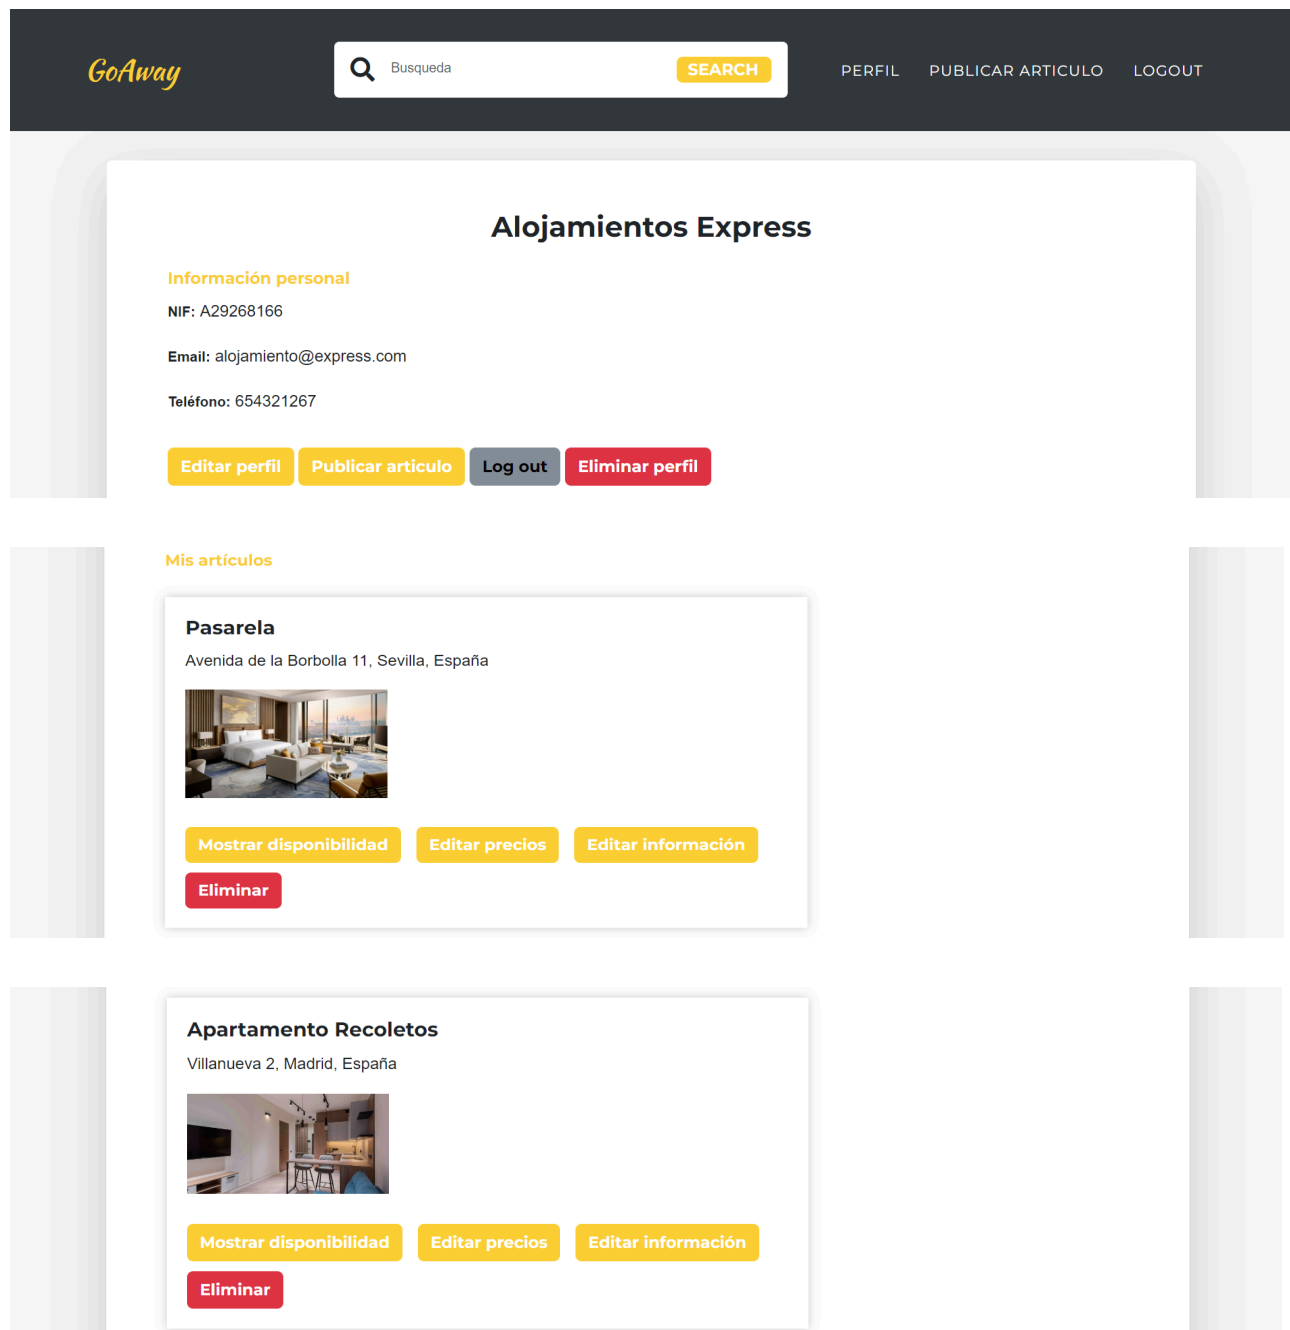 GoAway
Busqueda
SEARCH
PERFIL
PUBLICAR ARTICULO
LOGOUT
Alojamientos Express
Información personal
NIF: A29268166
Email: alojamiento@express.com
Teléfono: 654321267
Editar perfil
Publicar articulo
Log out
Eliminar perfil
Mis artículos
Pasarela
Avenida de la Borbolla 11, Sevilla, España
Mostrar disponibilidad
Editar precios
Editar información
Eliminar
Apartamento Recoletos
Villanueva 2, Madrid, España
Mostrar disponibilidad
Editar precios
Editar información
Eliminar